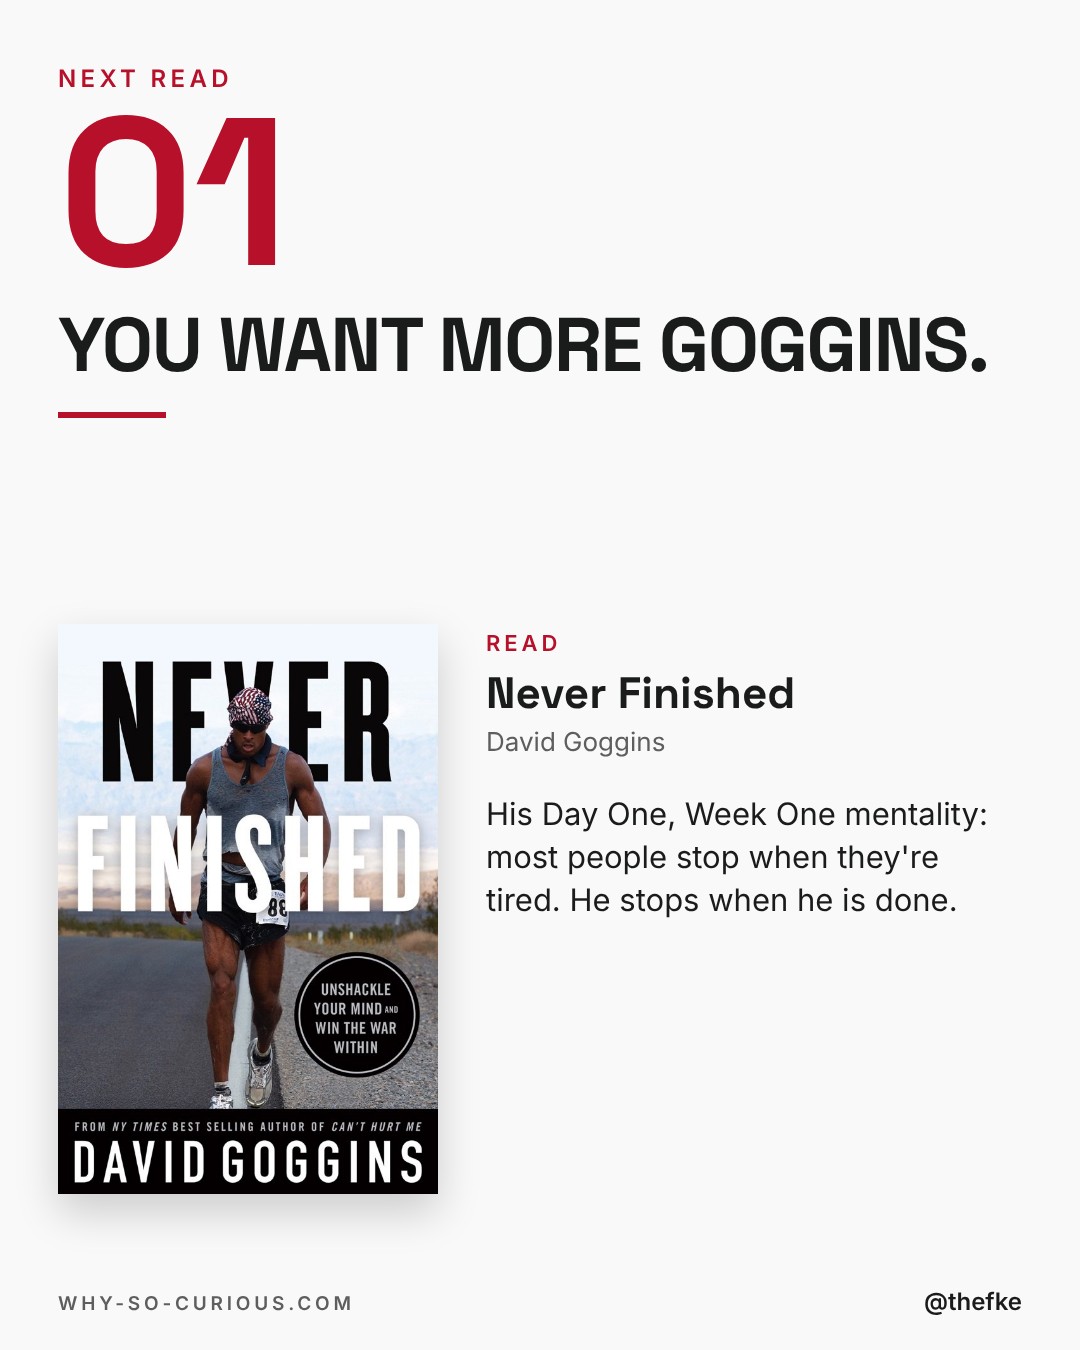 NEXT READ
01
YOU WANT MORE GOGGINS.
NEVER
FINISHED
88
UNSHACKLE
YOUR MIND AND
WIN THE WAR
WITHIN
FROM NY TIMES BEST SELLING AUTHOR OF CAN'T HURT ME
DAVID GOGGINS
READ
Never Finished
David Goggins
His Day One, Week One mentality:
most people stop when they're
tired. He stops when he is done.
WHY-SO-CURIOUS.COM
@thefke